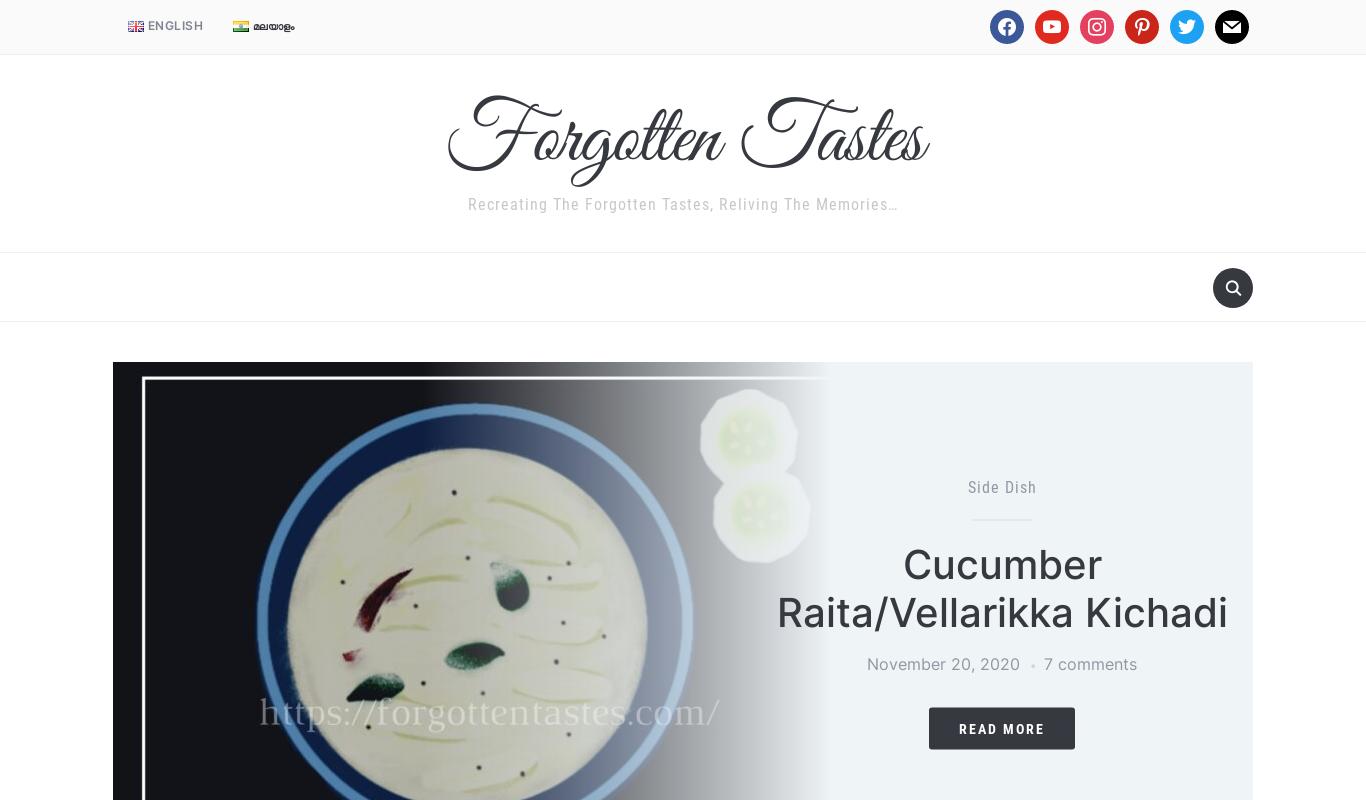 ENGLISH
മലയാളം
Forgotten Tastes
Recreating The Forgotten Tastes, Reliving The Memories...
Side Dish
Cucumber
Raita/Vellarikka Kichadi
November 20, 2020 • 7 comments
READ MORE
https://forgottentastes.com/